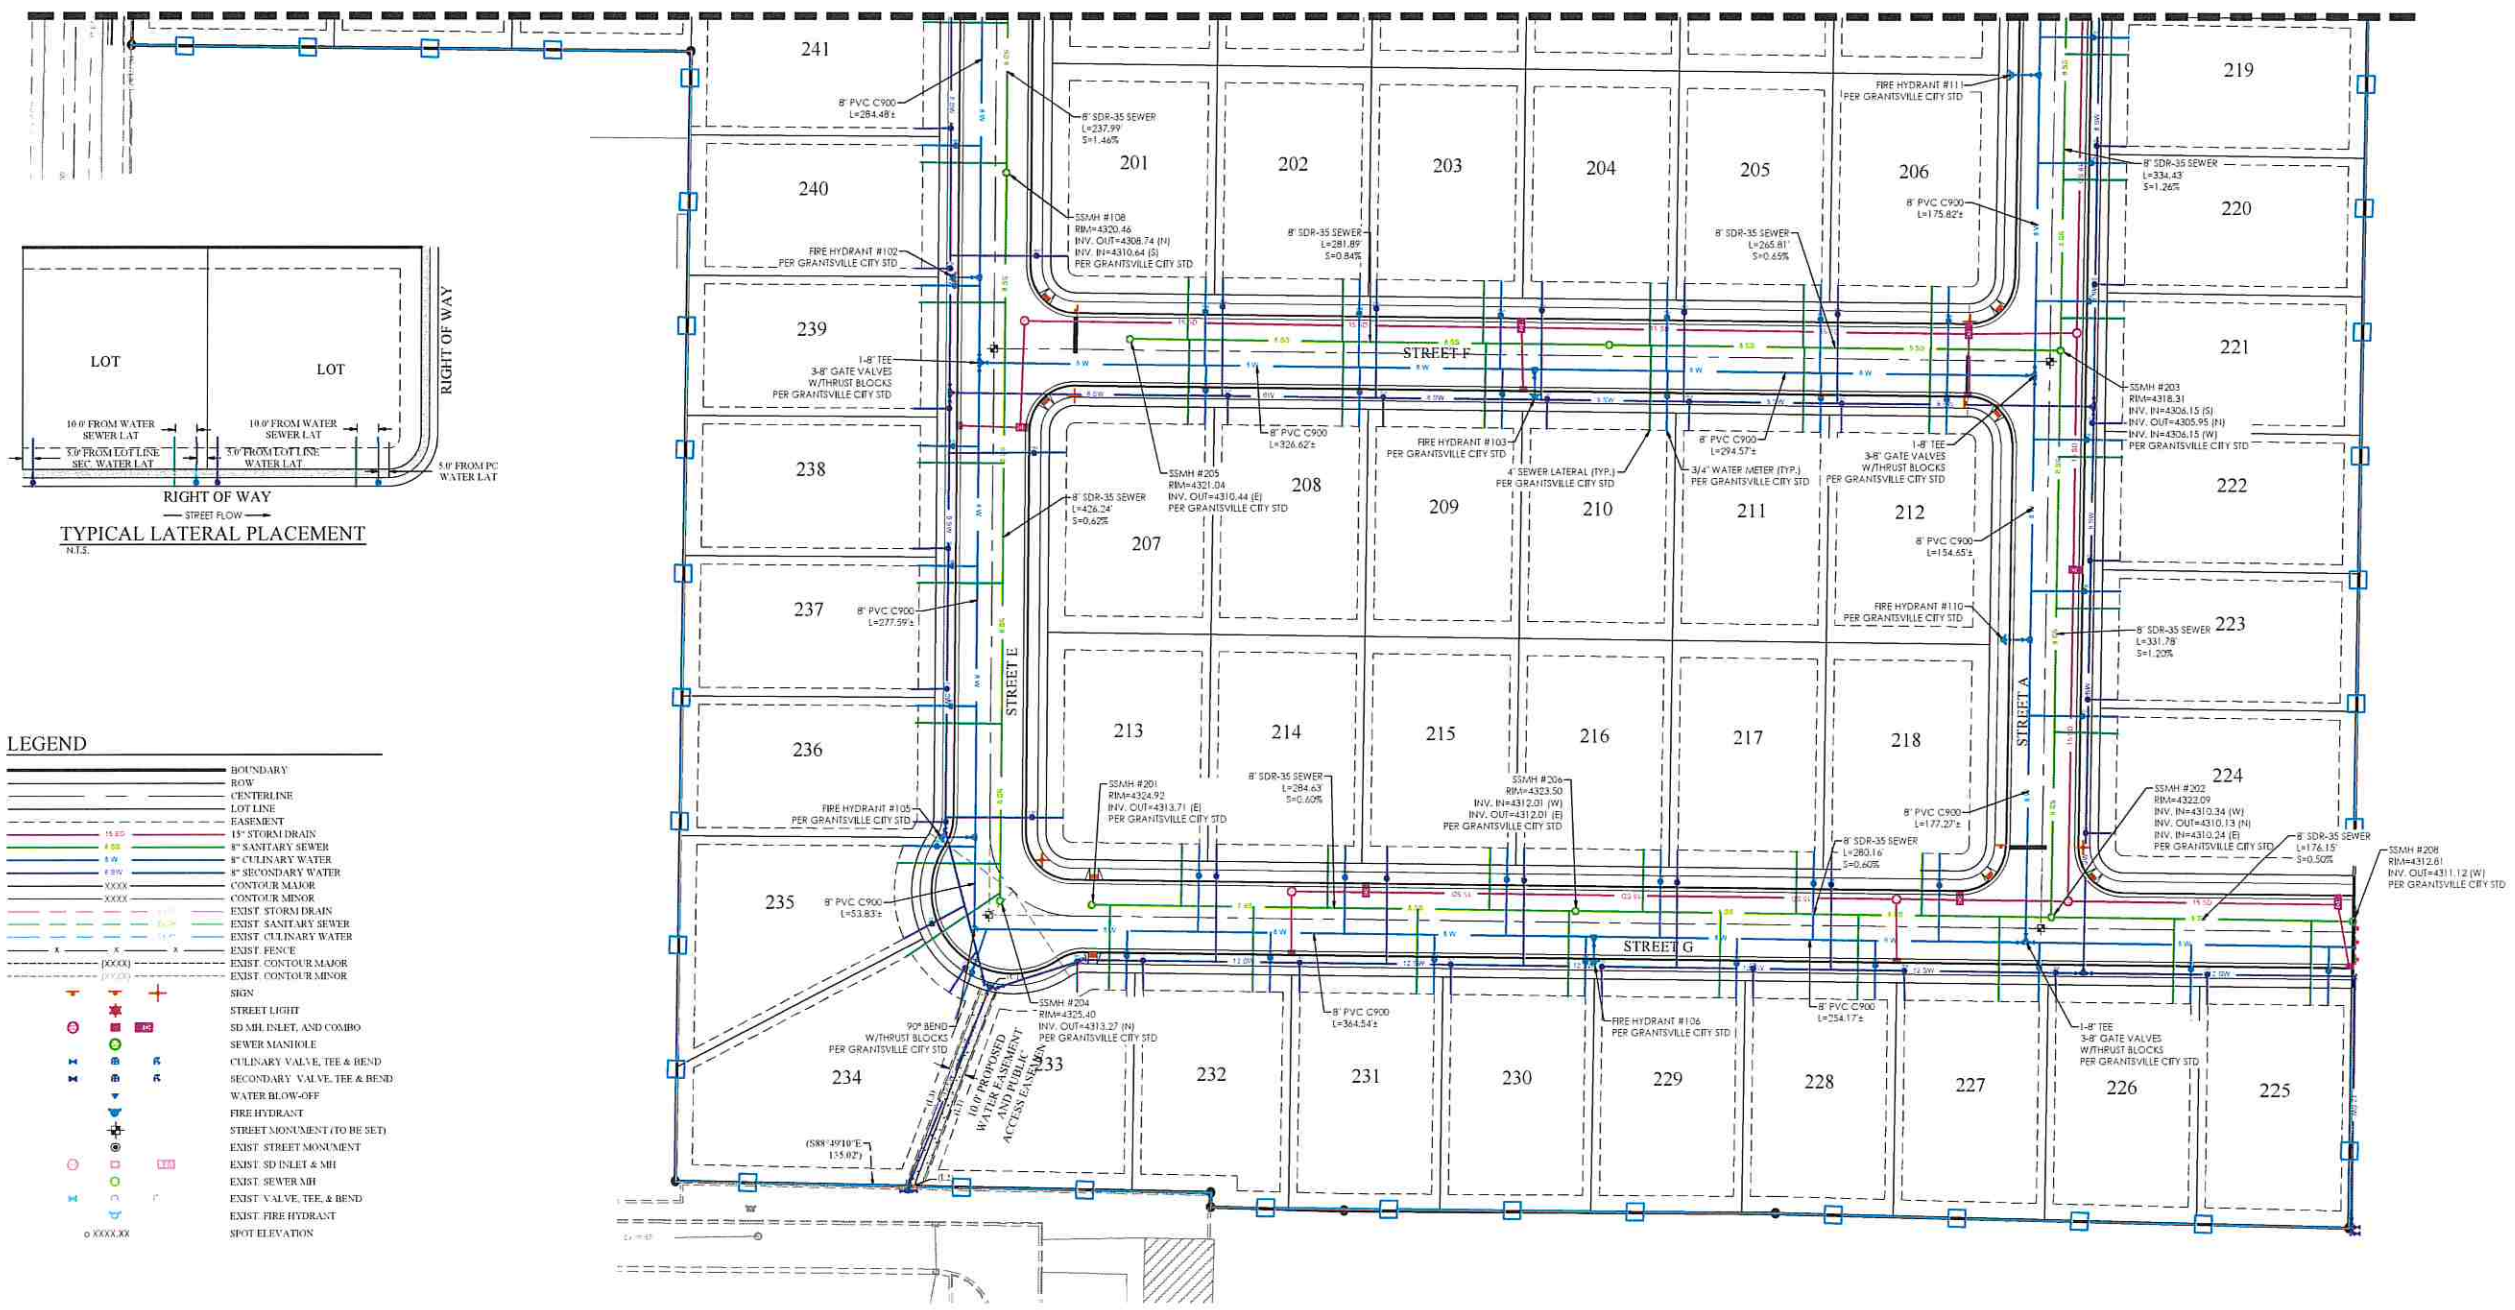 241
8" PVC C900
L=284.48'±
8" SDR-35 SEWER
L=237.99'
S=1.46%
201
202
203
204
205
206
FIRE HYDRANT #111
PER GRANTSVILLE CITY STD
219
8" SDR-35 SEWER
L=334.43'
S=1.26%
8" PVC C900
L=175.82'±
220
240
SSMH #108
RIM=4320.46
INV. OUT=4308.74 (N)
INV. IN=4310.64 (S)
PER GRANTSVILLE CITY STD
FIRE HYDRANT #102
PER GRANTSVILLE CITY STD
8" SDR-35 SEWER
L=281.89'
S=0.84%
8" SDR-35 SEWER
L=265.81'
S=0.65%
239
1-8" TEE
3-8" GATE VALVES
W/THRUST BLOCKS
PER GRANTSVILLE CITY STD
STREET F
221
SSMH #203
RIM=4318.31
INV. IN=4306.15 (S)
INV. OUT=4305.95 (N)
INV. IN=4306.15 (W)
PER GRANTSVILLE CITY STD
LOT
LOT
RIGHT OF WAY
10.0' FROM WATER
SEWER LAT
10.0' FROM WATER
SEWER LAT
5.0' FROM LOT LINE
SEC. WATER LAT
5.0' FROM LOT LINE
WATER LAT
5.0' FROM PC
WATER LAT
RIGHT OF WAY
STREET FLOW
TYPICAL LATERAL PLACEMENT
N.T.S.
238
8" PVC C900
L=326.62'±
FIRE HYDRANT #103
PER GRANTSVILLE CITY STD
8" PVC C900
L=294.57'±
1-8" TEE
3-8" GATE VALVES
W/THRUST BLOCKS
PER GRANTSVILLE CITY STD
4" SEWER LATERAL (TYP.)
PER GRANTSVILLE CITY STD
3/4" WATER METER (TYP.)
PER GRANTSVILLE CITY STD
SSMH #205
RIM=4321.04
INV. OUT=4310.44 (E)
PER GRANTSVILLE CITY STD
8" SDR-35 SEWER
L=426.24'
S=0.62%
207
208
209
210
211
212
222
8" PVC C900
L=154.65'±
237
8" PVC C900
L=277.59'±
FIRE HYDRANT #110
PER GRANTSVILLE CITY STD
8" SDR-35 SEWER
L=331.78'
S=1.20%
223
STREET E
STREET A
236
213
214
215
216
217
218
224
FIRE HYDRANT #105
PER GRANTSVILLE CITY STD
SSMH #201
RIM=4324.92
INV. OUT=4313.71 (E)
PER GRANTSVILLE CITY STD
8" SDR-35 SEWER
L=284.63'
S=0.60%
SSMH #206
RIM=4323.50
INV. IN=4312.01 (W)
INV. OUT=4312.01 (E)
PER GRANTSVILLE CITY STD
8" PVC C900
L=177.27'±
8" SDR-35 SEWER
L=280.16'
S=0.60%
SSMH #202
RIM=4322.09
INV. IN=4310.34 (W)
INV. OUT=4310.13 (N)
INV. IN=4310.24 (E)
PER GRANTSVILLE CITY STD
8" SDR-35 SEWER
L=176.15'
S=0.50%
SSMH #208
RIM=4312.81
INV. OUT=4311.12 (W)
PER GRANTSVILLE CITY STD
235
8" PVC C900
L=53.83'±
STREET G
90° BEND
W/THRUST BLOCKS
PER GRANTSVILLE CITY STD
SSMH #204
RIM=4325.40
INV. OUT=4313.27 (N)
PER GRANTSVILLE CITY STD
8" PVC C900
L=364.54'±
FIRE HYDRANT #106
PER GRANTSVILLE CITY STD
8" PVC C900
L=254.17'±
1-8" TEE
3-8" GATE VALVES
W/THRUST BLOCKS
PER GRANTSVILLE CITY STD
10.0' PROPOSED
WATER EASEMENT
AND PUBLIC
ACCESS EASEMENT
234
233
232
231
230
229
228
227
226
225
(S88°49'10"E
135.02')
LEGEND
BOUNDARY
ROW
CENTERLINE
LOT LINE
EASEMENT
15" STORM DRAIN
8" SANITARY SEWER
8" CULINARY WATER
8" SECONDARY WATER
XXXX CONTOUR MAJOR
XXXX CONTOUR MINOR
EXIST. STORM DRAIN
EXIST. SANITARY SEWER
EXIST. CULINARY WATER
X X X EXIST. FENCE
(XXXX) EXIST. CONTOUR MAJOR
(XXXX) EXIST. CONTOUR MINOR
SIGN
STREET LIGHT
SD MH, INLET, AND COMBO
SEWER MANHOLE
CULINARY VALVE, TEE & BEND
SECONDARY VALVE, TEE & BEND
WATER BLOW-OFF
FIRE HYDRANT
STREET MONUMENT (TO BE SET)
EXIST. STREET MONUMENT
EXIST. SD INLET & MH
EXIST. SEWER MH
EXIST. VALVE, TEE, & BEND
EXIST. FIRE HYDRANT
o XXXX.XX SPOT ELEVATION